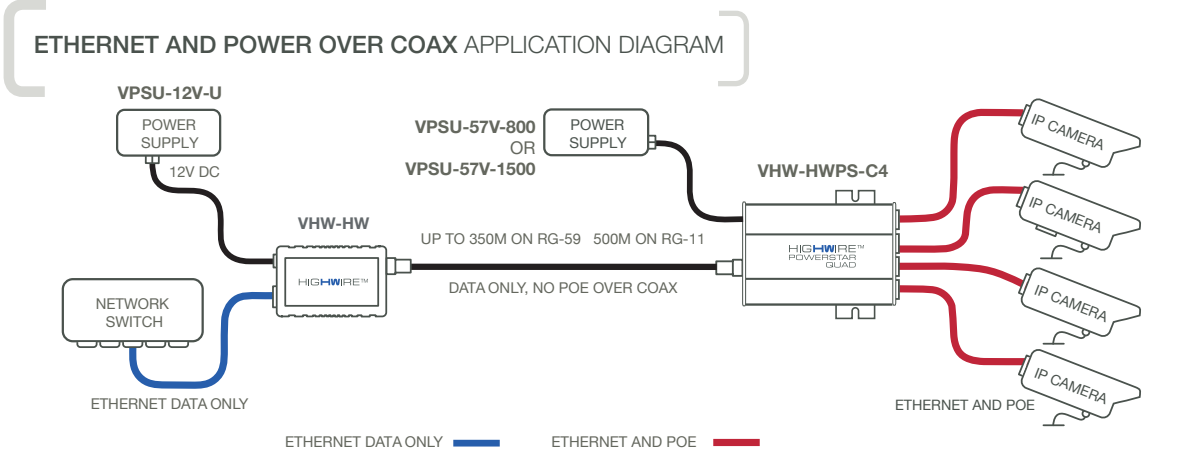 ETHERNET AND POWER OVER COAX APPLICATION DIAGRAM
VPSU-12V-U
POWER
SUPPLY
12V DC
VPSU-57V-800
OR
VPSU-57V-1500
POWER
SUPPLY
VHW-HWPS-C4
IP CAMERA
IP CAMERA
IP CAMERA
IP CAMERA
VHW-HW
HIGHWIRE™
UP TO 350M ON RG-59 500M ON RG-11
DATA ONLY, NO POE OVER COAX
HIGHWIRE™
POWERSTAR
QUAD
NETWORK
SWITCH
ETHERNET DATA ONLY
ETHERNET AND POE
ETHERNET DATA ONLY
ETHERNET AND POE